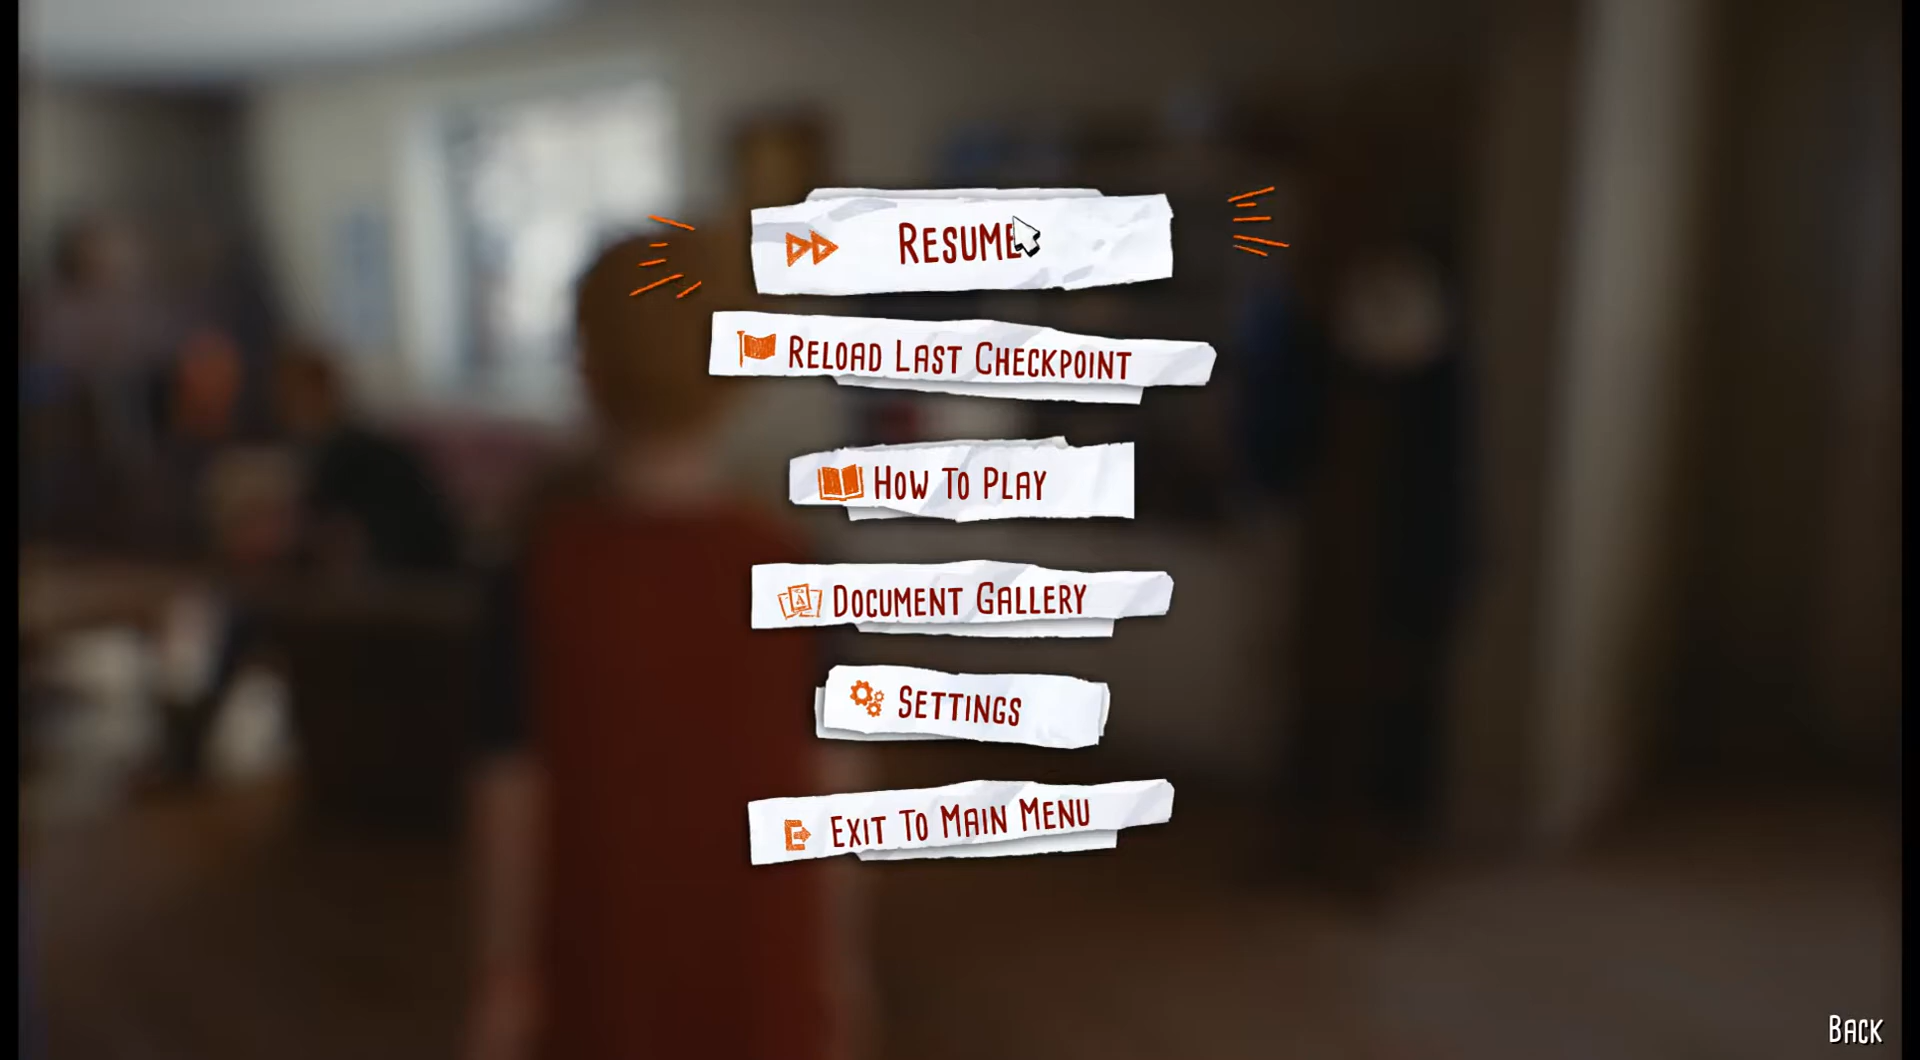 Resume
Reload Last Checkpoint
How To Play
Document Gallery
Settings
Exit To Main Menu
Back